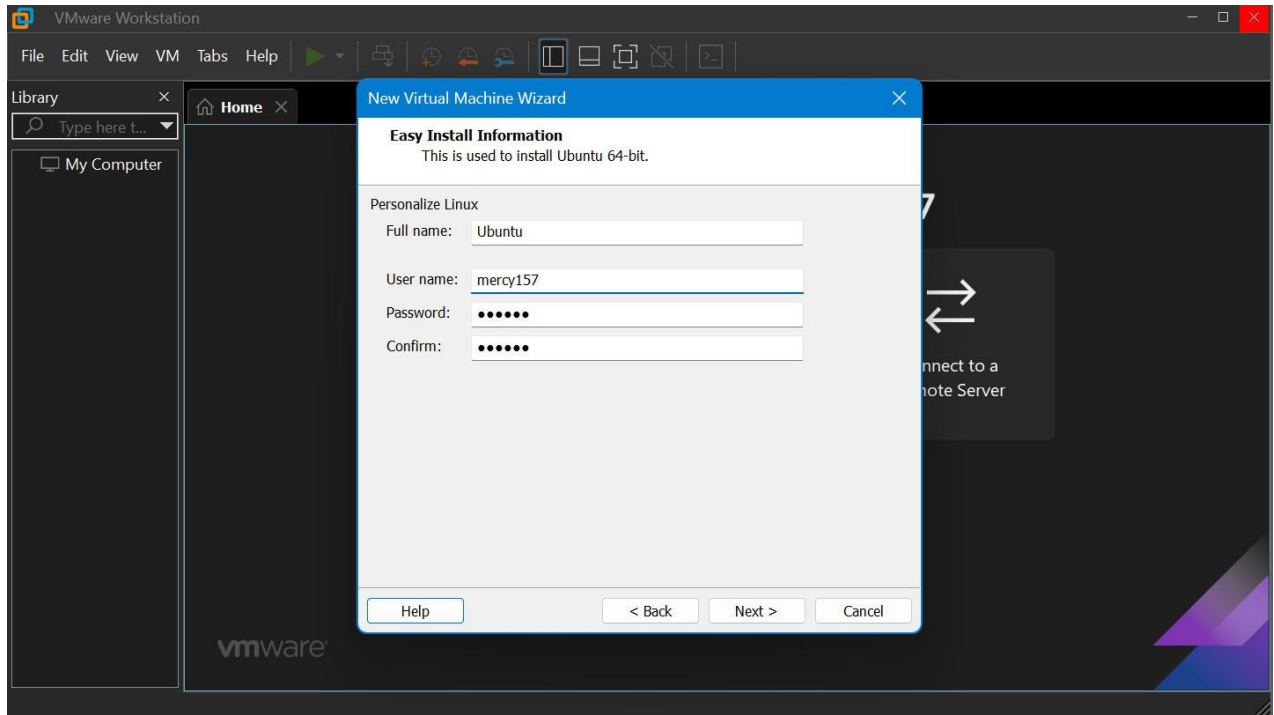 VMware Workstation
File Edit View VM Tabs Help
Library
Home
Type here t...
My Computer
New Virtual Machine Wizard
Easy Install Information
This is used to install Ubuntu 64-bit.
Personalize Linux
Full name: Ubuntu
User name: mercy157
Password: ••••••
Confirm: ••••••
7
nnect to a
note Server
Help < Back Next > Cancel
vmware